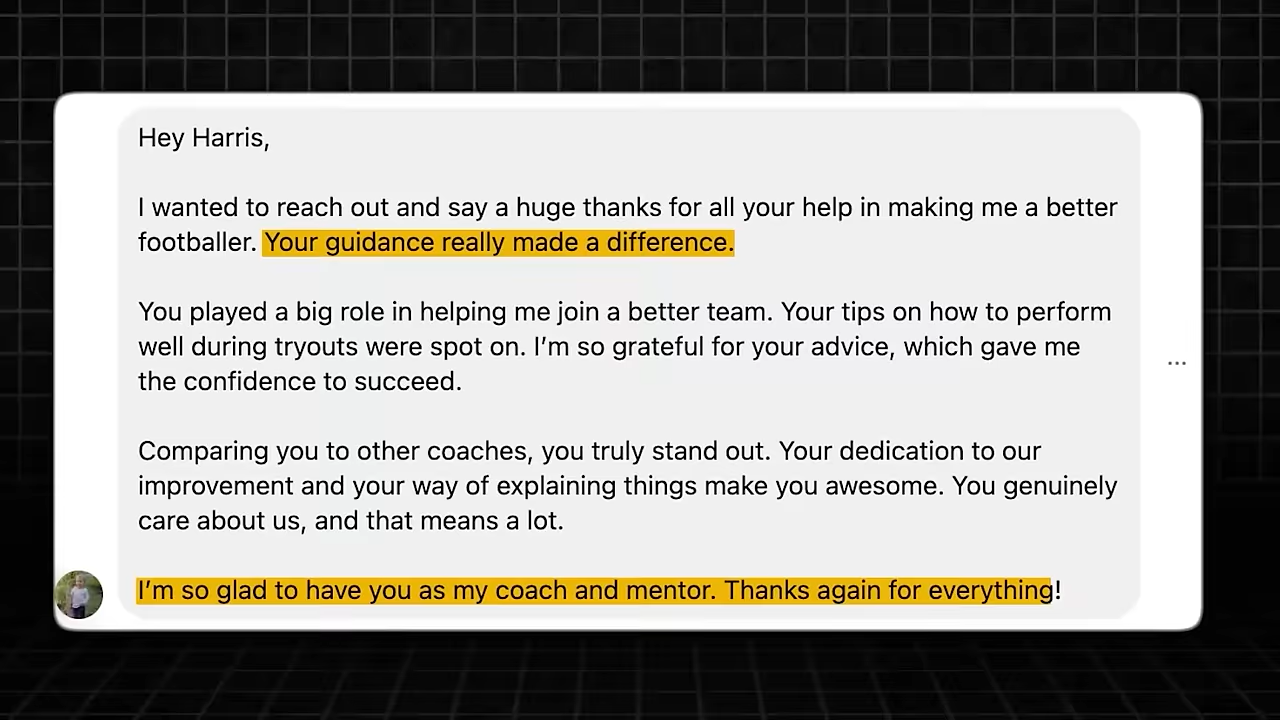 Hey Harris,
I wanted to reach out and say a huge thanks for all your help in making me a better
footballer. Your guidance really made a difference.
You played a big role in helping me join a better team. Your tips on how to perform
well during tryouts were spot on. I’m so grateful for your advice, which gave me
the confidence to succeed.
Comparing you to other coaches, you truly stand out. Your dedication to our
improvement and your way of explaining things make you awesome. You genuinely
care about us, and that means a lot.
I’m so glad to have you as my coach and mentor. Thanks again for everything!